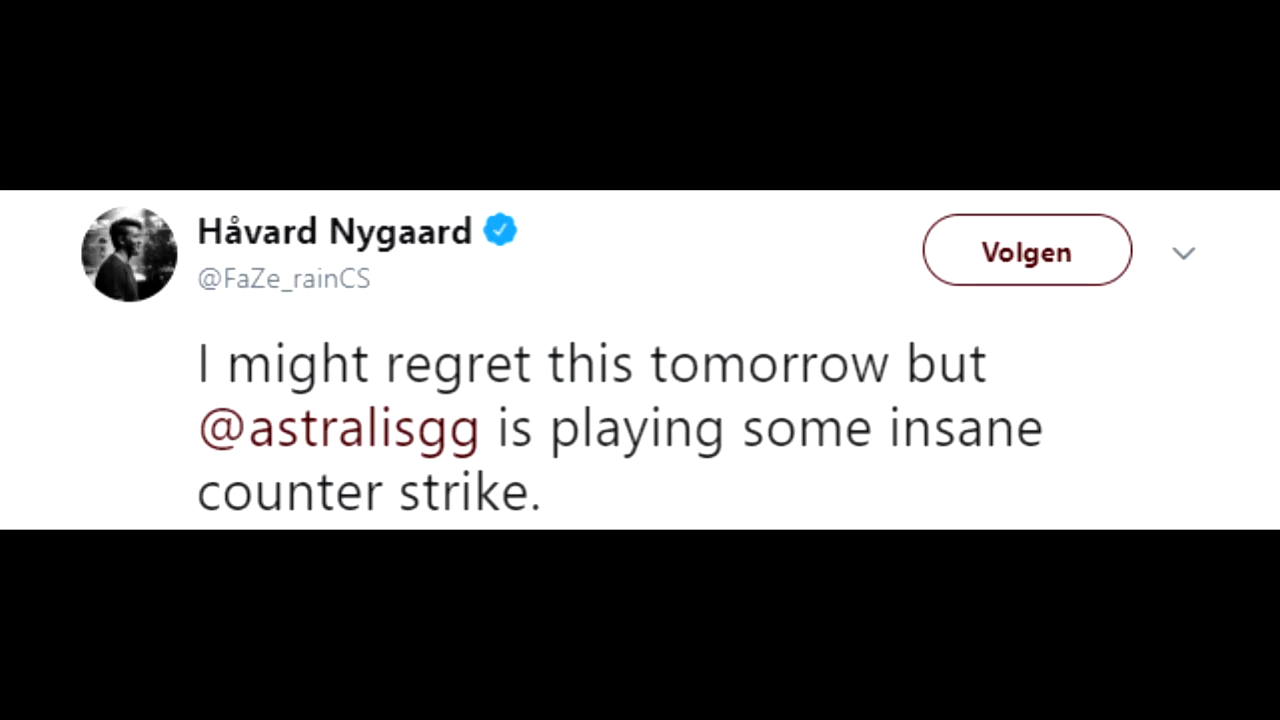 Håvard Nygaard
@FaZe_rainCS
Volgen
I might regret this tomorrow but
@astralisgg is playing some insane
counter strike.